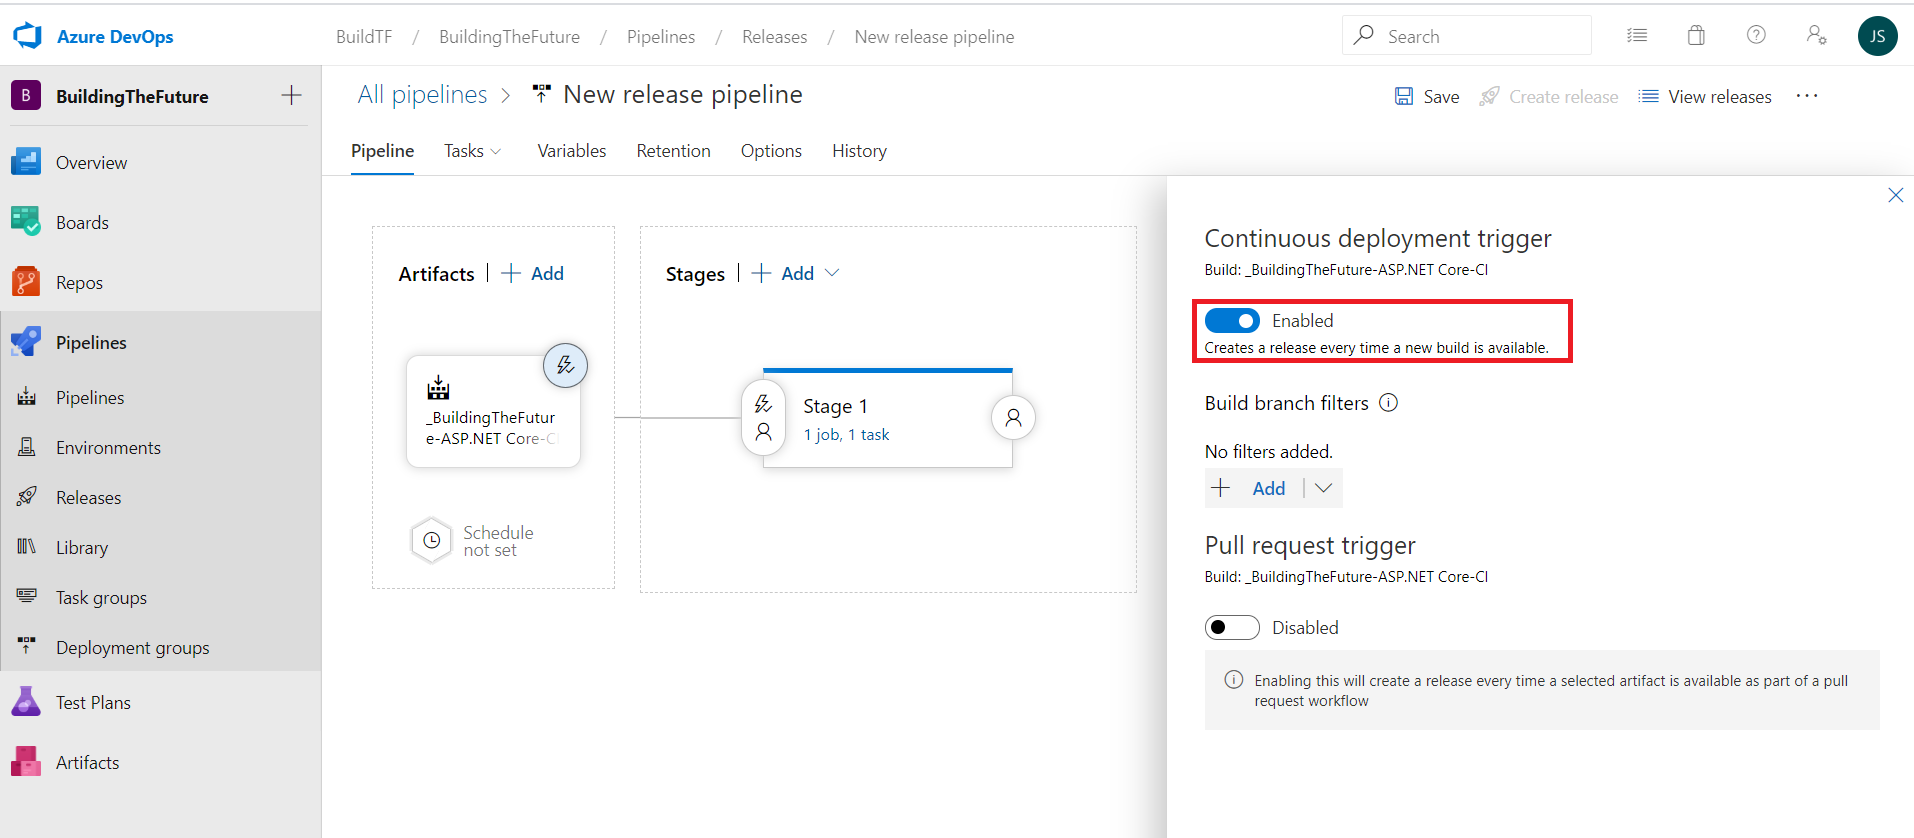 Azure DevOps
BuildTF / BuildingTheFuture / Pipelines / Releases / New release pipeline
Search
JS
B BuildingTheFuture
Overview
Boards
Repos
Pipelines
Pipelines
Environments
Releases
Library
Task groups
Deployment groups
Test Plans
Artifacts
All pipelines > New release pipeline
Save Create release View releases ...
Pipeline Tasks Variables Retention Options History
Artifacts | + Add
_BuildingTheFutur
e-ASP.NET Core-C
Schedule
not set
Stages | + Add
Stage 1
1 job, 1 task
Continuous deployment trigger
Build: _BuildingTheFuture-ASP.NET Core-CI
Enabled
Creates a release every time a new build is available.
Build branch filters
No filters added.
+ Add
Pull request trigger
Build: _BuildingTheFuture-ASP.NET Core-CI
Disabled
Enabling this will create a release every time a selected artifact is available as part of a pull
request workflow